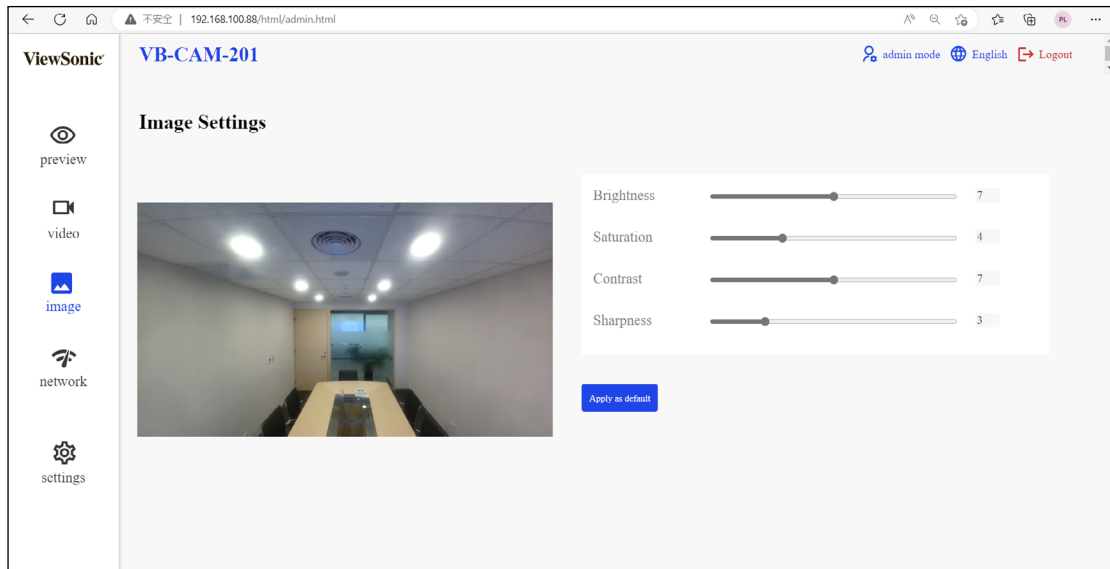 不安全 | 192.168.100.88/html/admin.html
PL
ViewSonic
VB-CAM-201
admin mode
English
Logout
preview
video
image
network
settings
Image Settings
Brightness 7
Saturation 4
Contrast 7
Sharpness 3
Apply as default